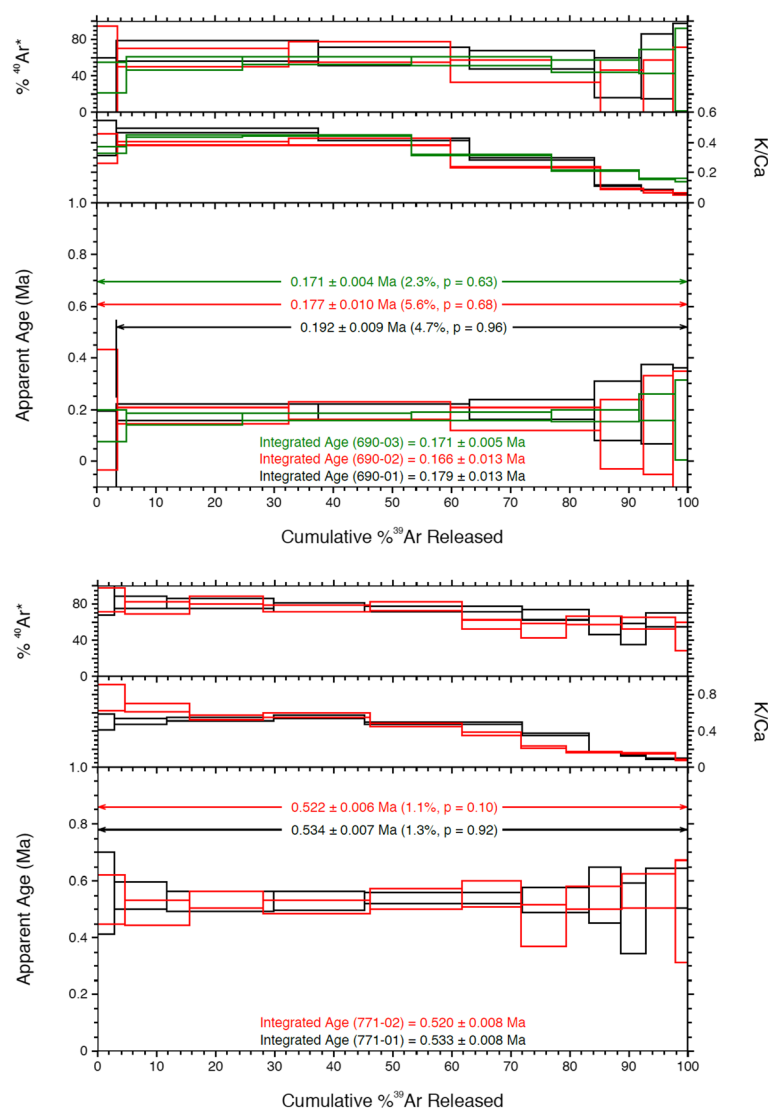 80
40
0
% ⁴⁰Ar*
0.6
0.4
0.2
0
K/Ca
1.0
0.8
0.6
0.4
0.2
0
Apparent Age (Ma)
0.171 ± 0.004 Ma (2.3%, p = 0.63)
0.177 ± 0.010 Ma (5.6%, p = 0.68)
0.192 ± 0.009 Ma (4.7%, p = 0.96)
Integrated Age (690-03) = 0.171 ± 0.005 Ma
Integrated Age (690-02) = 0.166 ± 0.013 Ma
Integrated Age (690-01) = 0.179 ± 0.013 Ma
0 10 20 30 40 50 60 70 80 90 100
Cumulative %³⁹Ar Released
80
40
0
% ⁴⁰Ar*
0.8
0.4
0
K/Ca
1.0
0.8
0.6
0.4
0.2
0
Apparent Age (Ma)
0.522 ± 0.006 Ma (1.1%, p = 0.10)
0.534 ± 0.007 Ma (1.3%, p = 0.92)
Integrated Age (771-02) = 0.520 ± 0.008 Ma
Integrated Age (771-01) = 0.533 ± 0.008 Ma
0 10 20 30 40 50 60 70 80 90 100
Cumulative %³⁹Ar Released